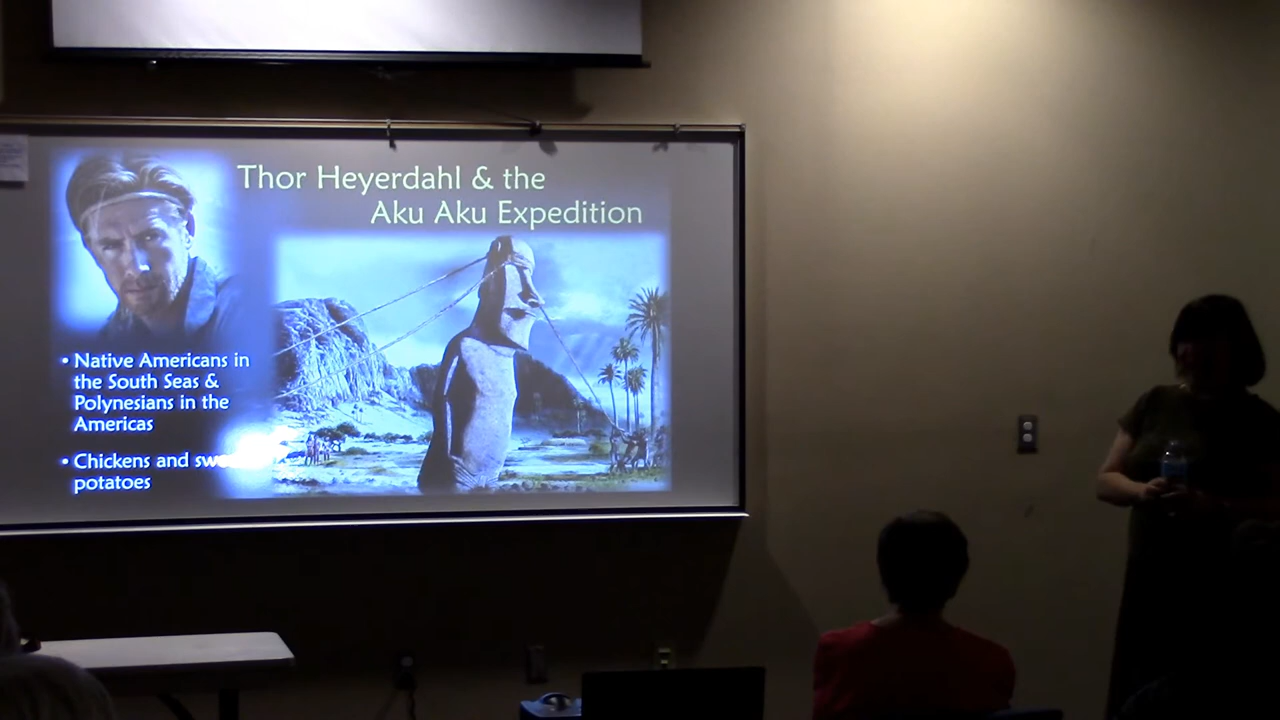 Thor Heyerdahl & the
Aku Aku Expedition
• Native Americans in
the South Seas &
Polynesians in the
Americas
• Chickens and
potatoes